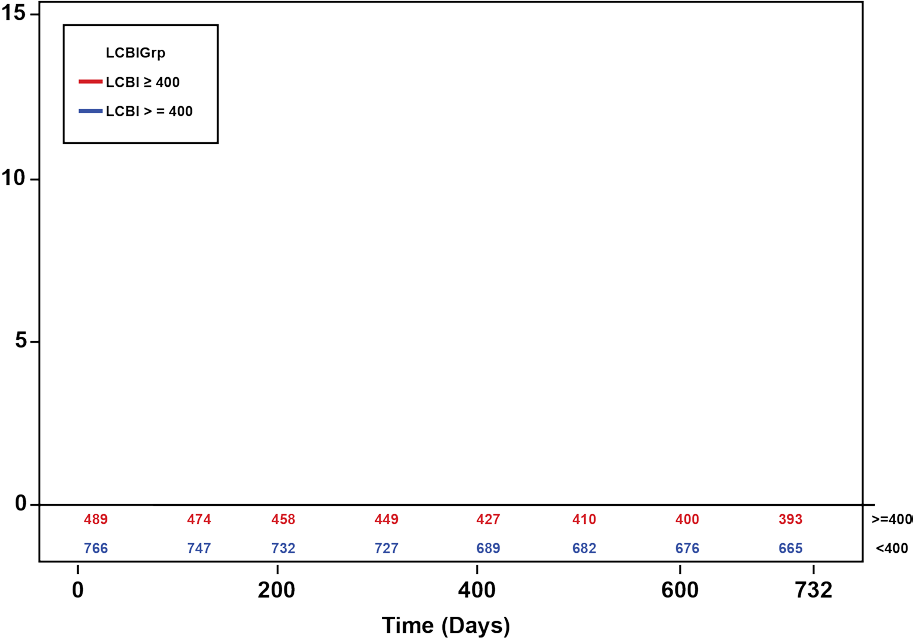 15
LCBIGrp
LCBI ≥ 400
LCBI > = 400
10
5
0
489 474 458 449 427 410 400 393 >=400
766 747 732 727 689 682 676 665 <400
0 200 400 600 732
Time (Days)